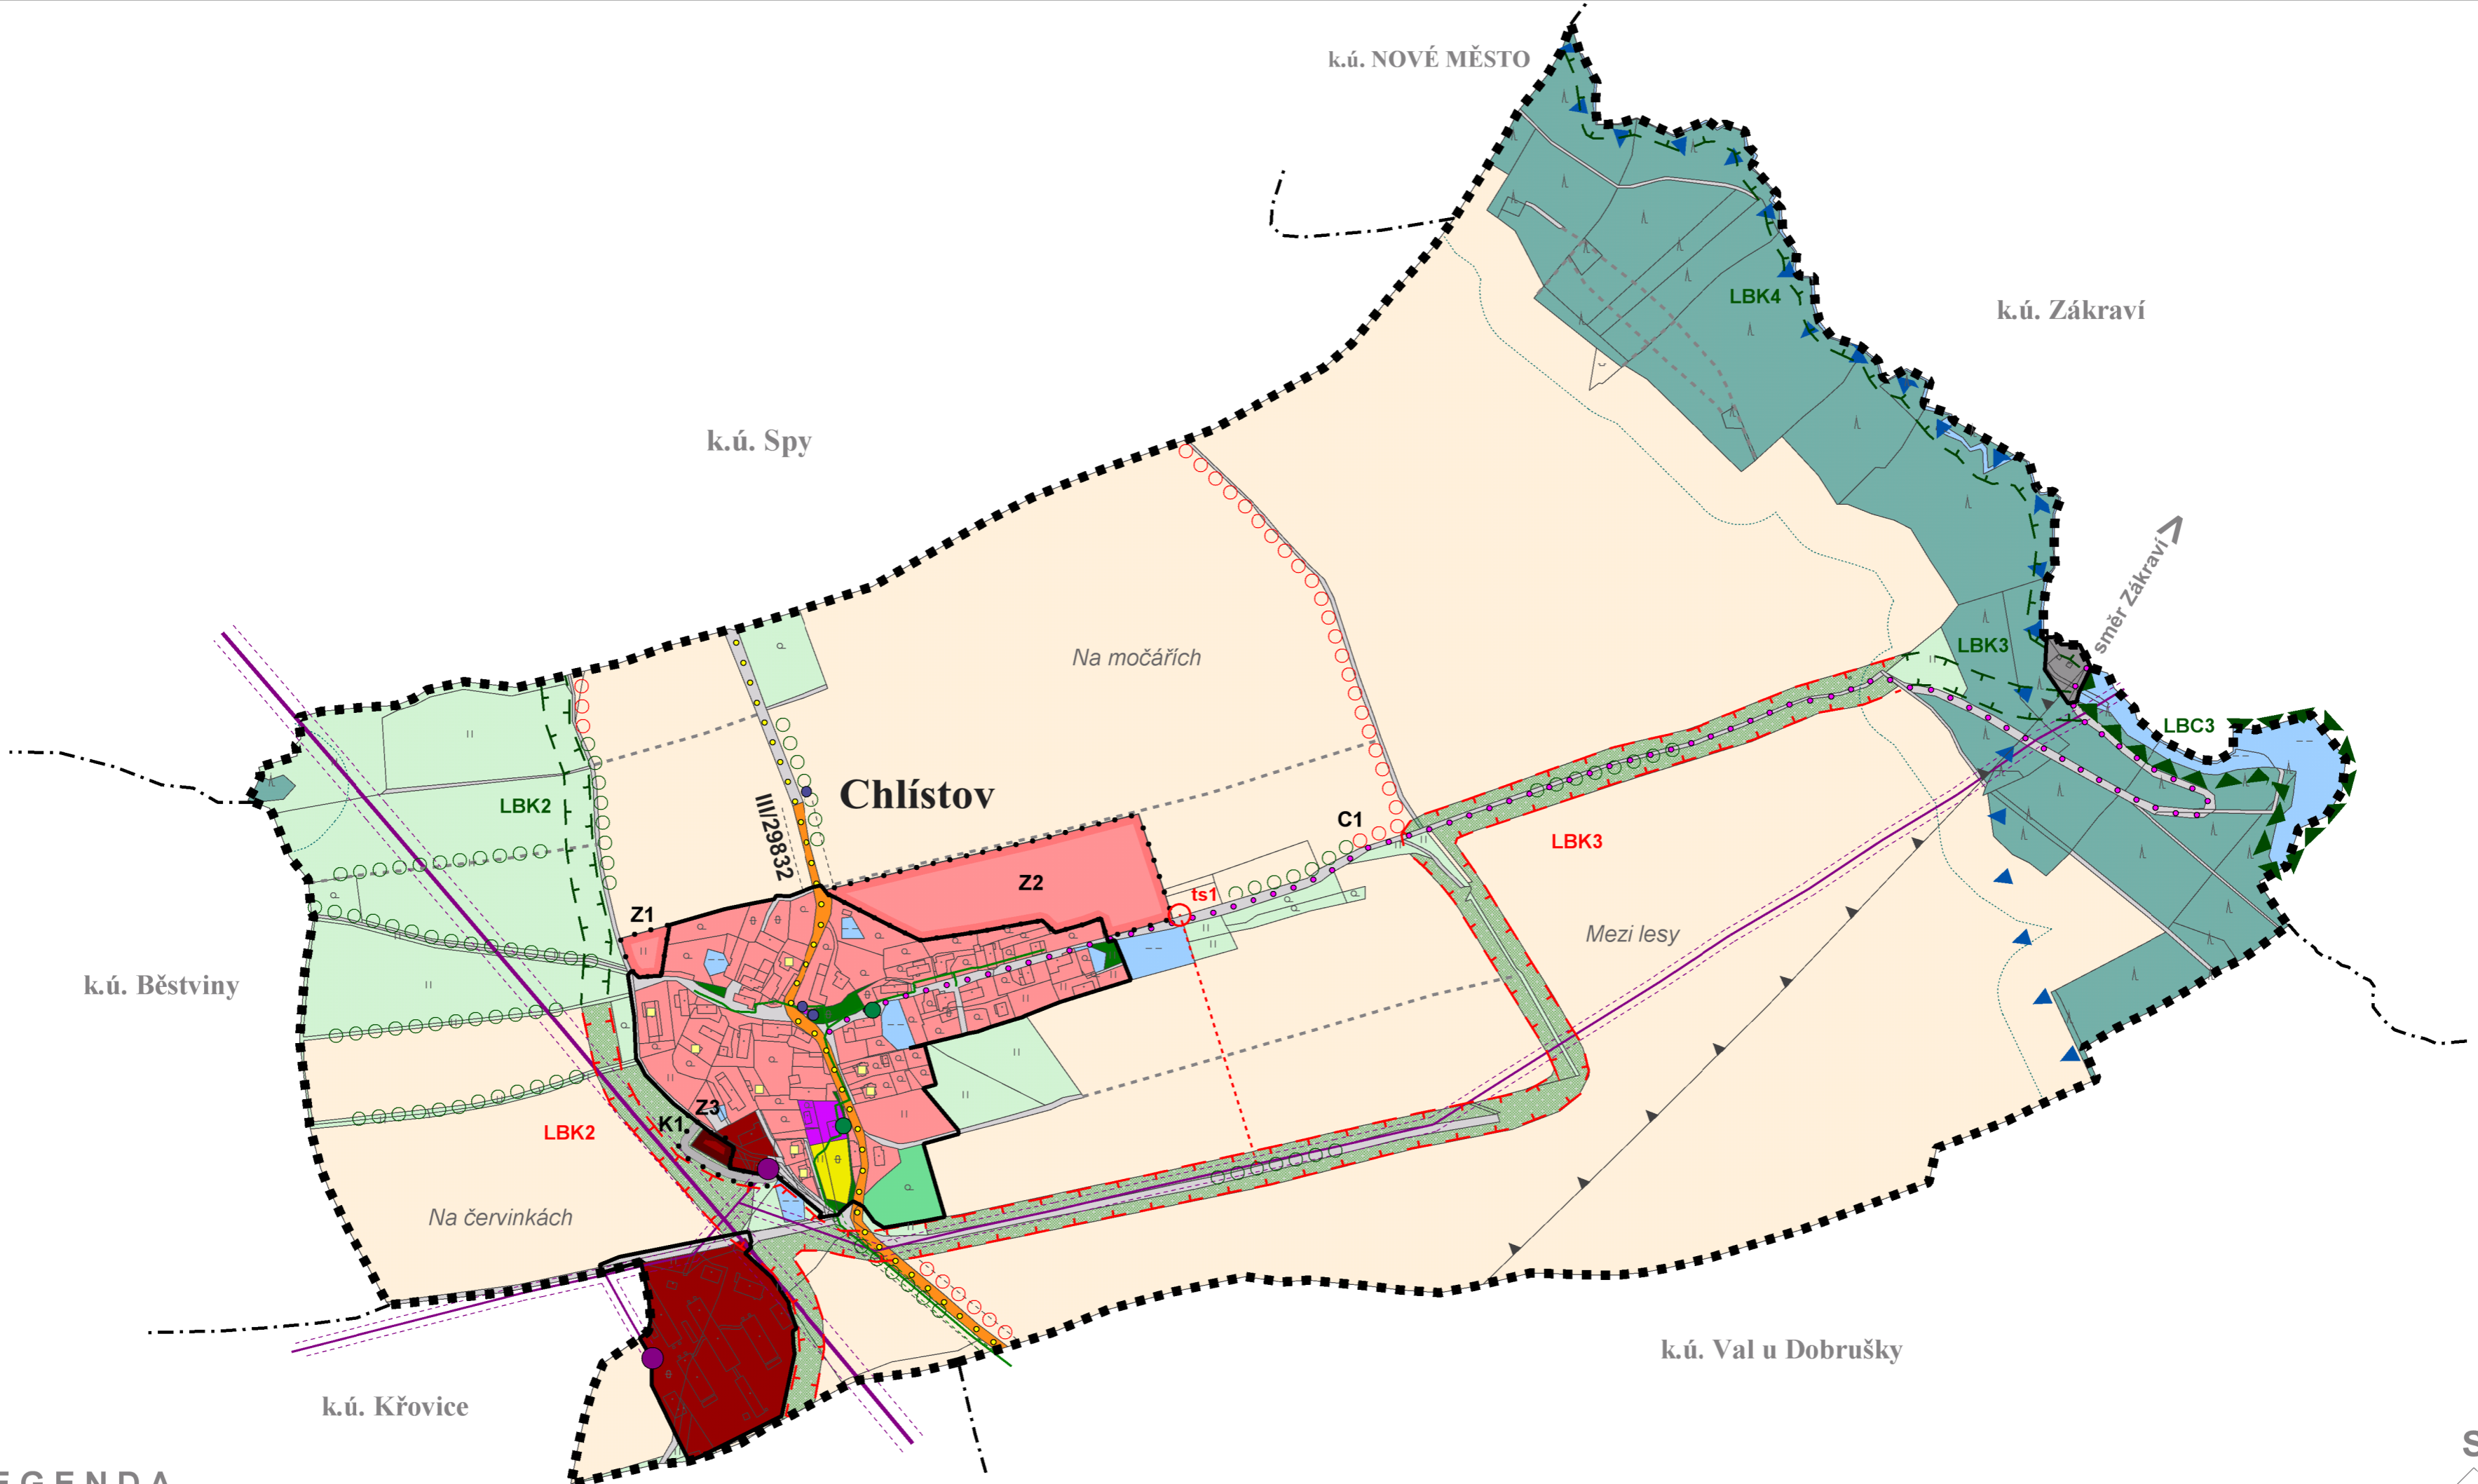 k.ú. NOVÉ MĚSTO
LBK4
k.ú. Zákraví
k.ú. Spy
směr Zákraví
LBK3
Na močářích
LBC3
Chlístov
LBK2
III/29832
C1
LBK3
Z2
ts1
Z1
Mezi lesy
k.ú. Běstviny
Z3
K1
LBK2
Na červinkách
k.ú. Val u Dobrušky
k.ú. Křovice
S
EGENDA